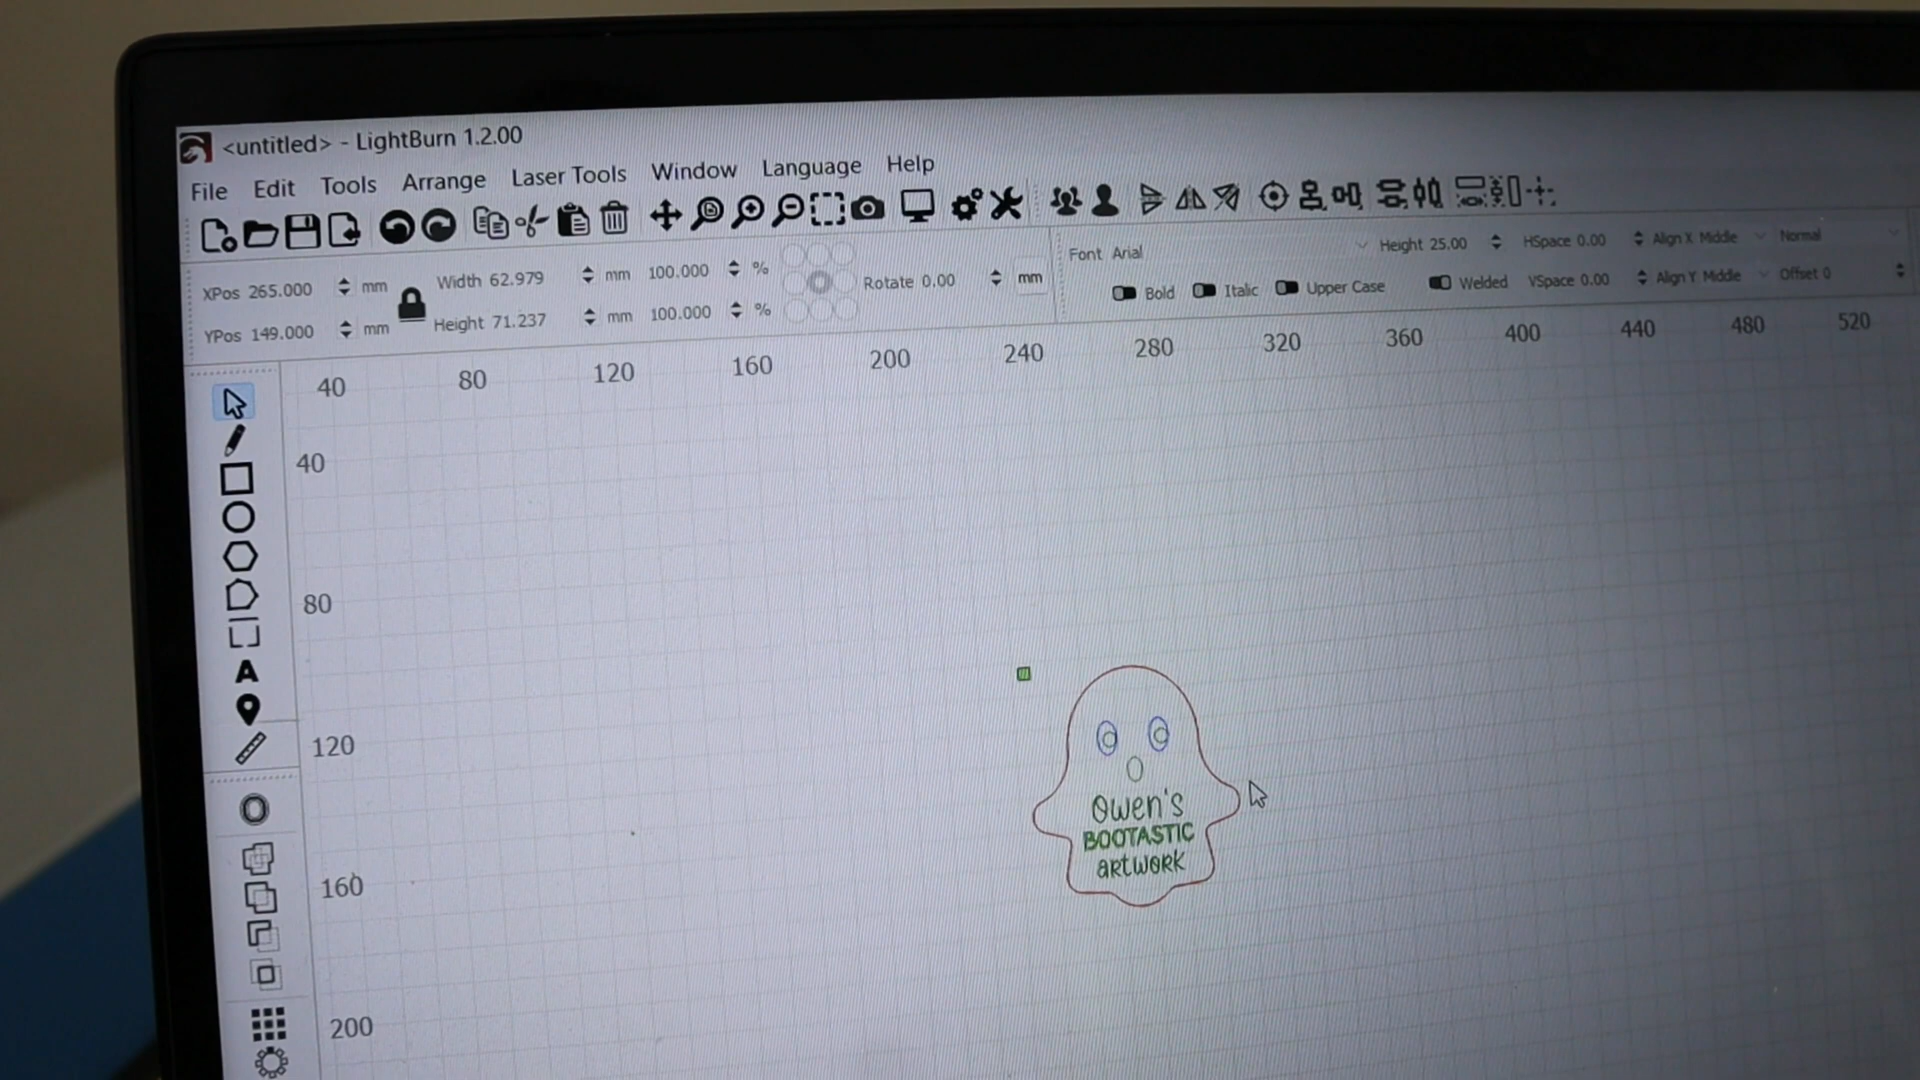 <untitled> - LightBurn 1.2.00
File Edit Tools Arrange Laser Tools Window Language Help
XPos 265.000 mm Width 62.979 mm 100.000 % Rotate 0.00 mm
YPos 149.000 mm Height 71.237 mm 100.000 %
Font Arial Height 25.00 HSpace 0.00 Align X Middle Normal
Bold Italic Upper Case Welded VSpace 0.00 Align Y Middle Offset 0
40 80 120 160 200 240 280 320 360 400 440 480 520
40
80
120
160
200
Owen's
BOOTASTIC
artwork